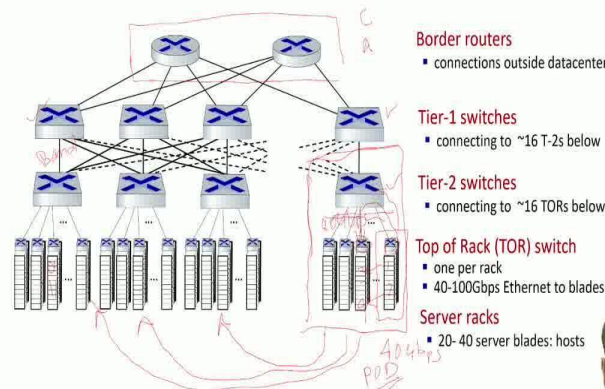 C
A
Border routers
▪ connections outside datacenter
Tier-1 switches
▪ connecting to ~16 T-2s below
Tier-2 switches
▪ connecting to ~16 TORs below
Top of Rack (TOR) switch
▪ one per rack
▪ 40-100Gbps Ethernet to blades
Server racks
▪ 20- 40 server blades: hosts
...
...
...
...
...
...
...
...
40Gbps
POD